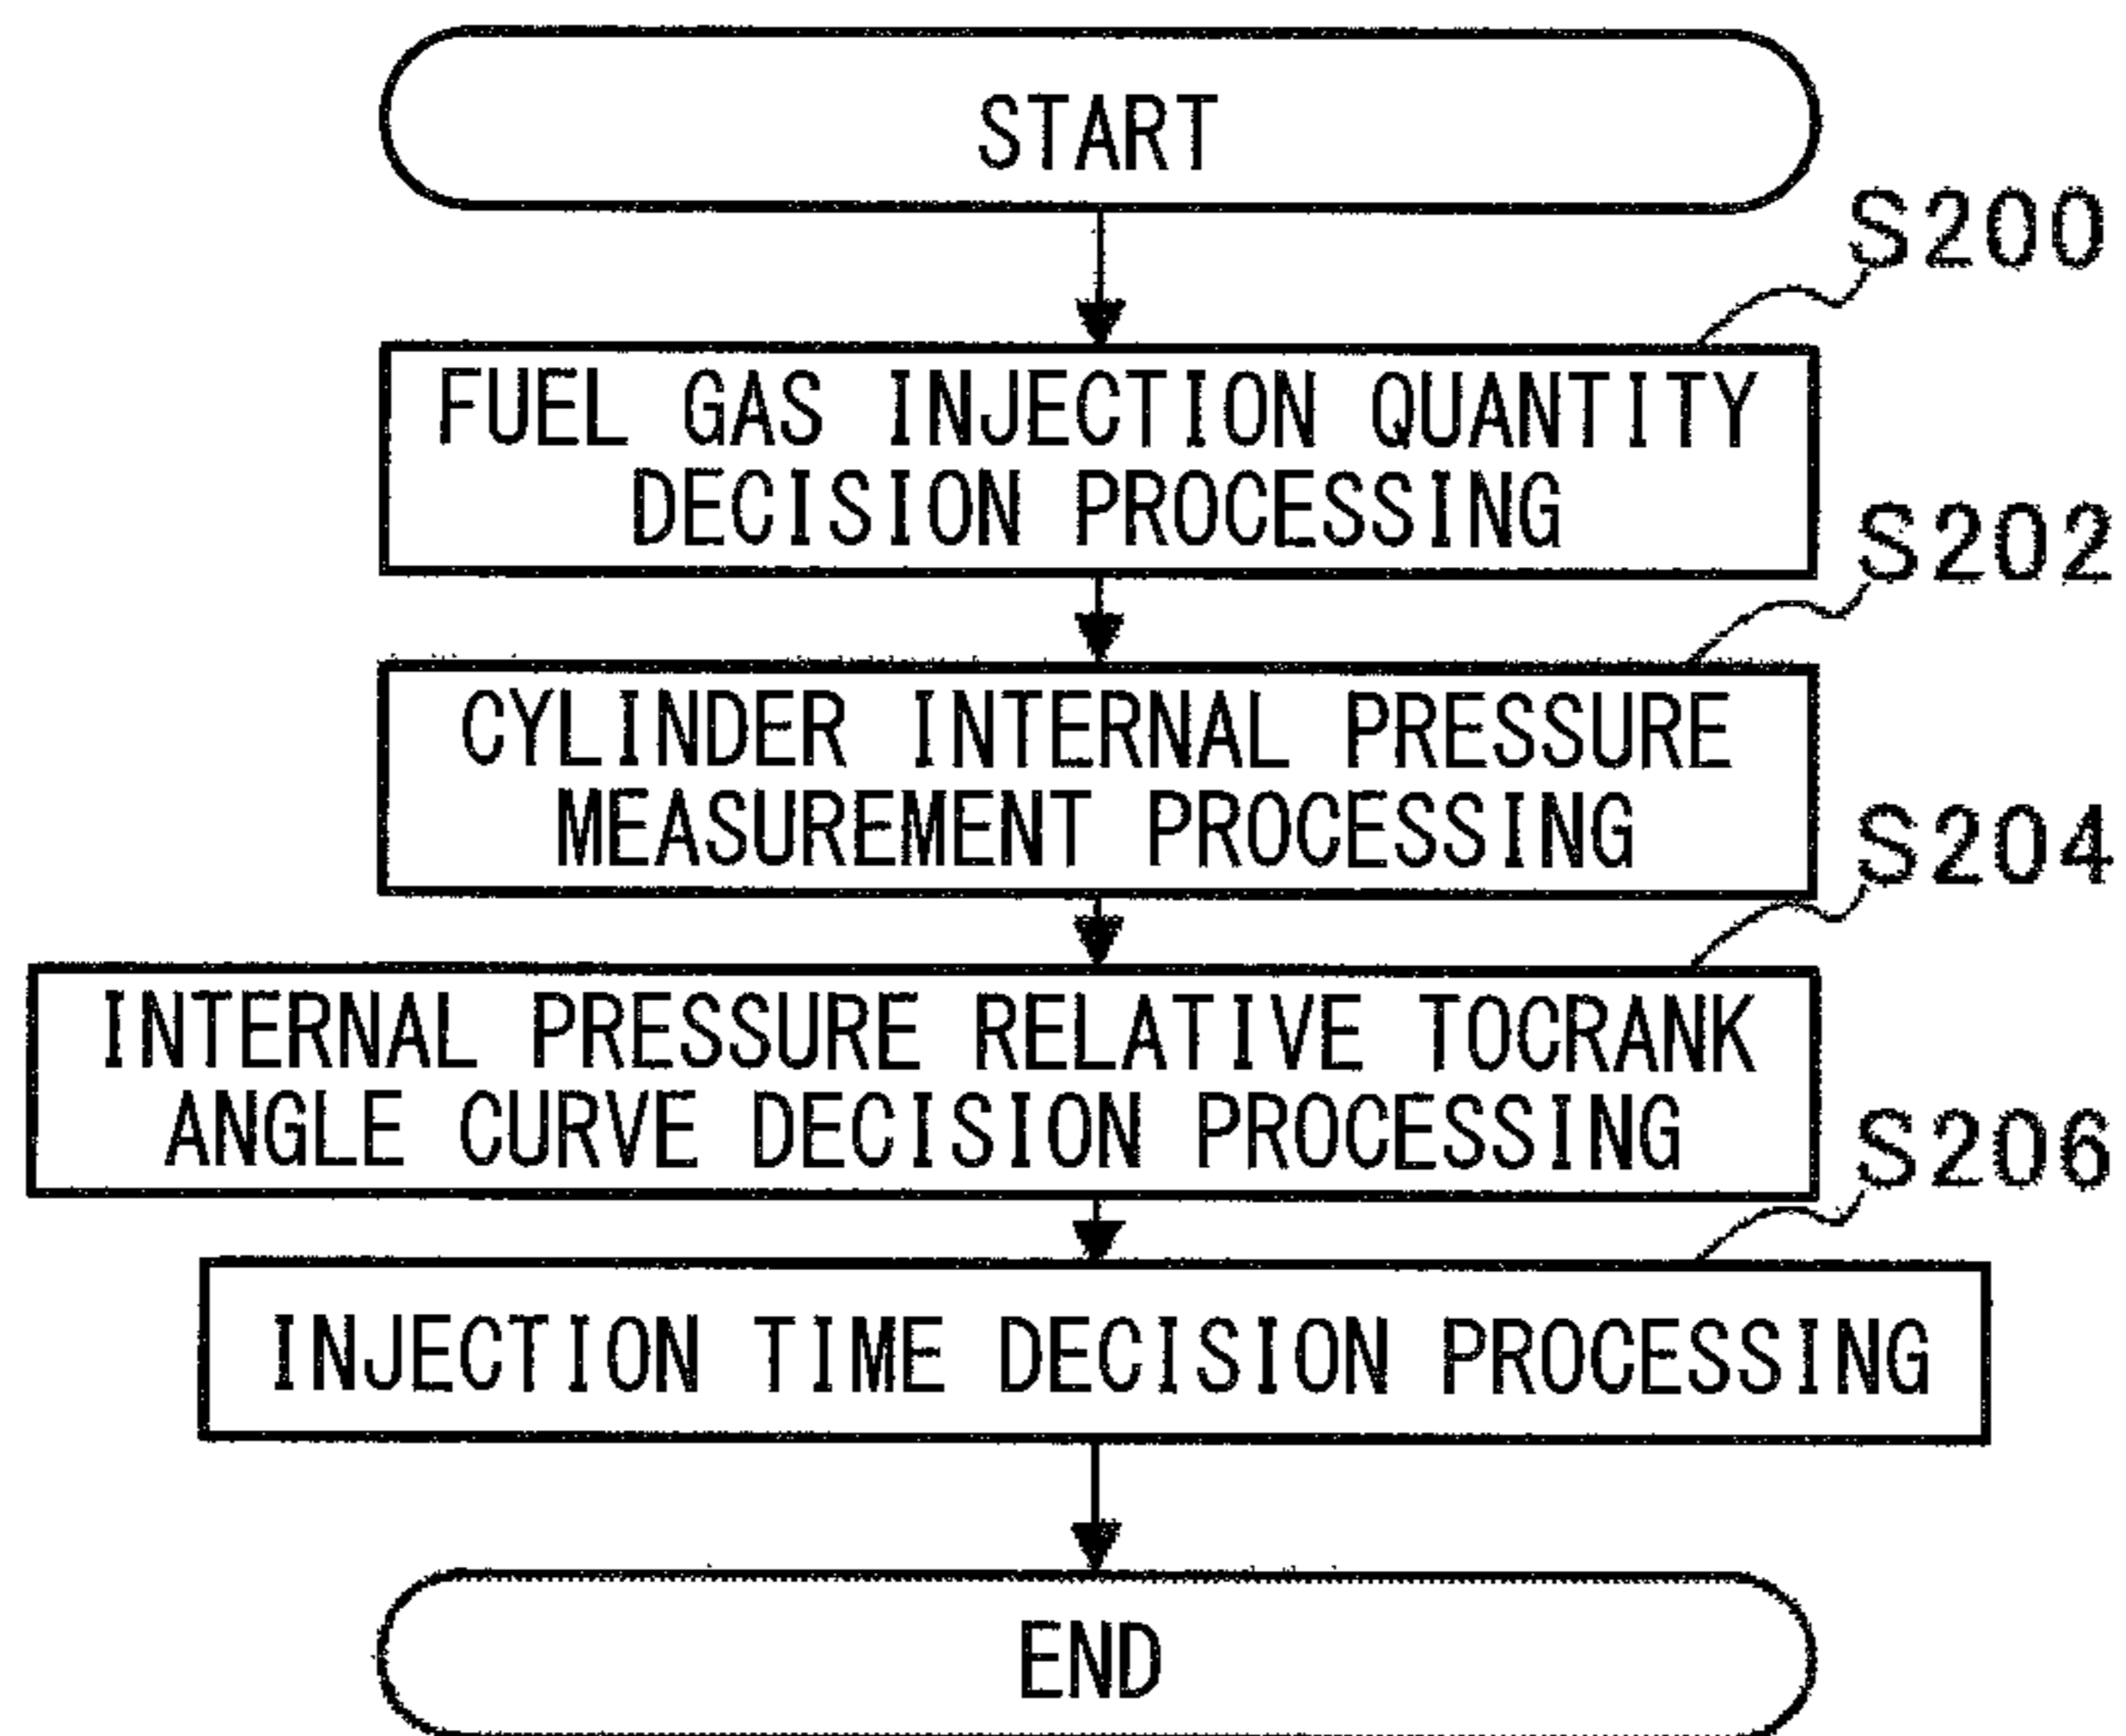 START
S200
FUEL GAS INJECTION QUANTITY
DECISION PROCESSING
S202
CYLINDER INTERNAL PRESSURE
MEASUREMENT PROCESSING
S204
INTERNAL PRESSURE RELATIVE TOCRANK
ANGLE CURVE DECISION PROCESSING
S206
INJECTION TIME DECISION PROCESSING
END